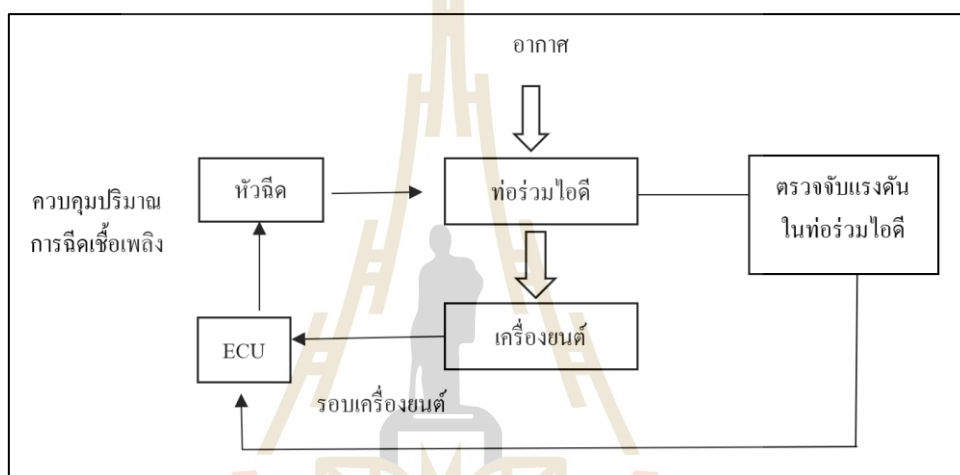 อากาศ
หัวฉีด
ท่อร่วมไอดี
ตรวจจับแรงดัน
ในท่อร่วมไอดี
ควบคุมปริมาณ
การฉีดเชื้อเพลิง
ECU
เครื่องยนต์
รอบเครื่องยนต์